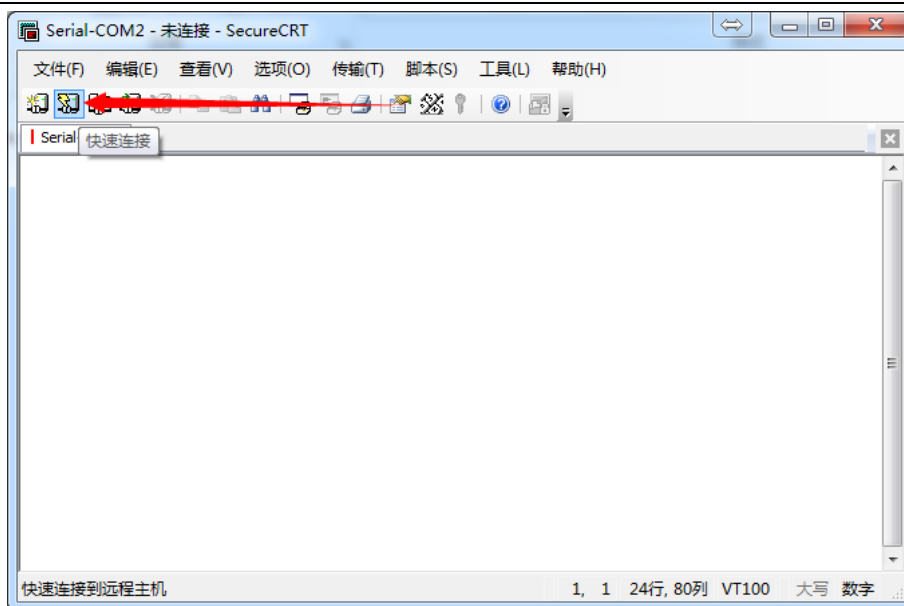 Serial-COM2 - 未连接 - SecureCRT
文件(F) 编辑(E) 查看(V) 选项(O) 传输(T) 脚本(S) 工具(L) 帮助(H)
Serial
快速连接
快速连接到远程主机 1, 1 24行, 80列 VT100 大写 数字